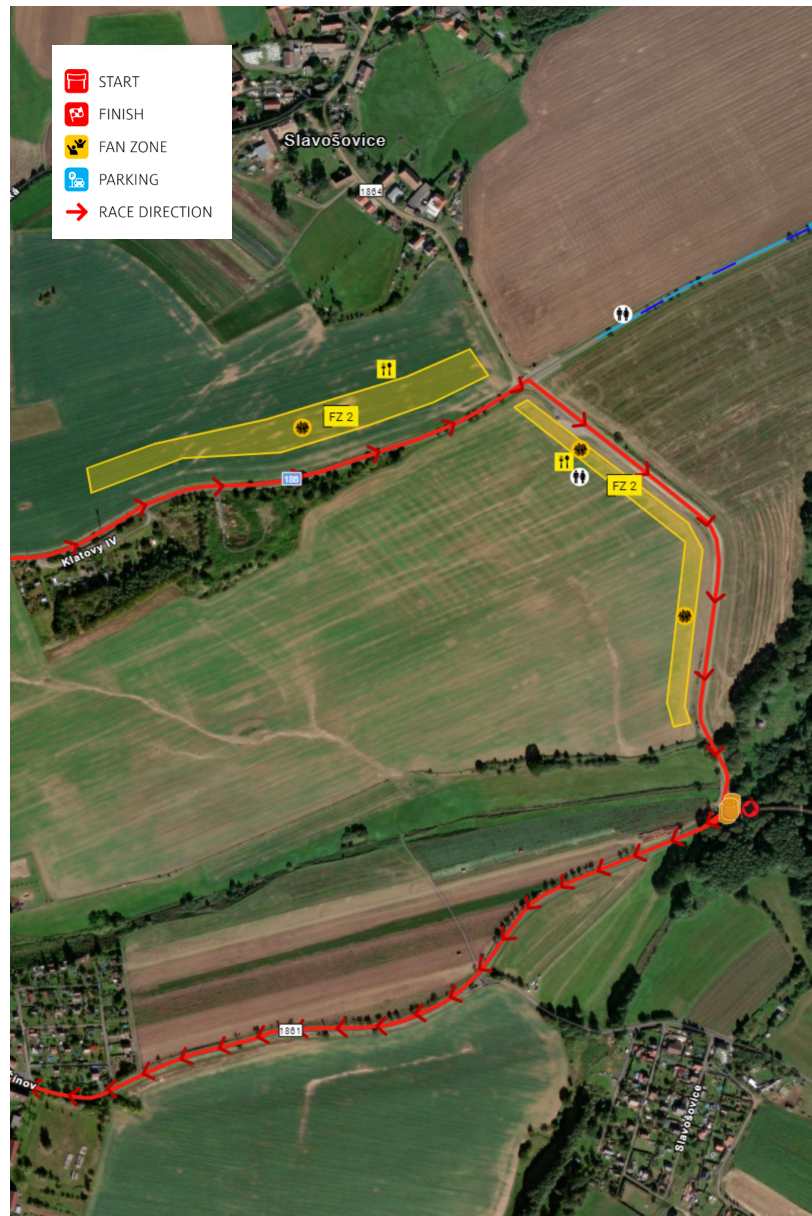 START
FINISH
FAN ZONE
PARKING
RACE DIRECTION
Slavošovice
1864
FZ 2
186
FZ 2
Klatovy IV
1861
Slavošovice